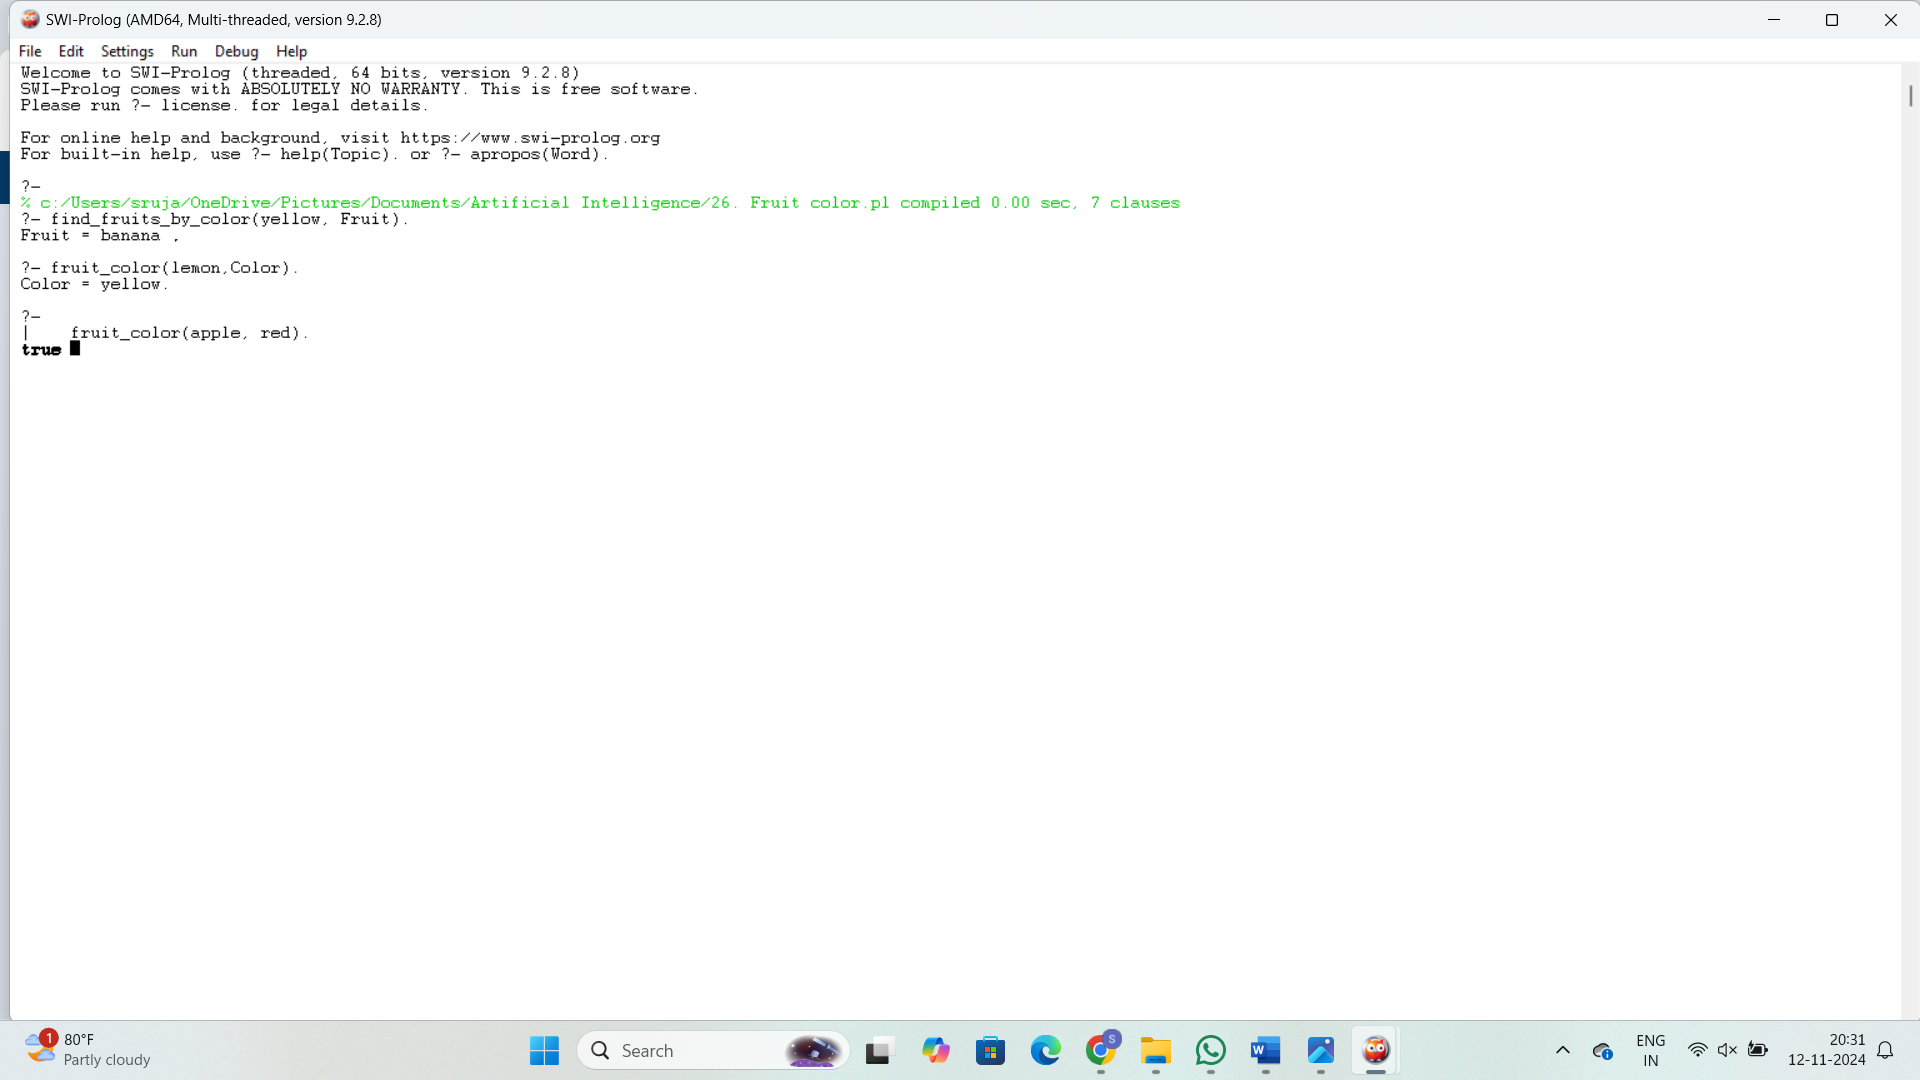 SWI-Prolog (AMD64, Multi-threaded, version 9.2.8)
File Edit Settings Run Debug Help
Welcome to SWI-Prolog (threaded, 64 bits, version 9.2.8)
SWI-Prolog comes with ABSOLUTELY NO WARRANTY. This is free software.
Please run ?- license. for legal details.
For online help and background, visit https://www.swi-prolog.org
For built-in help, use ?- help(Topic). or ?- apropos(Word).
?-
% c:/Users/sruja/OneDrive/Pictures/Documents/Artificial Intelligence/26. Fruit color.pl compiled 0.00 sec, 7 clauses
?- find_fruits_by_color(yellow, Fruit).
Fruit = banana .
?- fruit_color(lemon,Color).
Color = yellow.
?-
|    fruit_color(apple, red).
true
1
80°F
Partly cloudy
Search
S
W
ENG
IN
20:31
12-11-2024